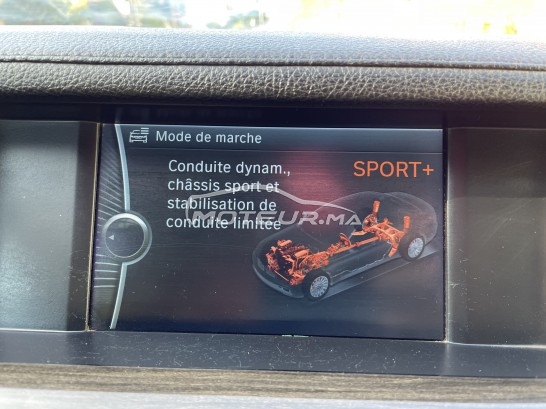 Mode de marche
Conduite dynam.,
châssis sport et
stabilisation de
conduite limitée
SPORT+
MOTEUR.MA